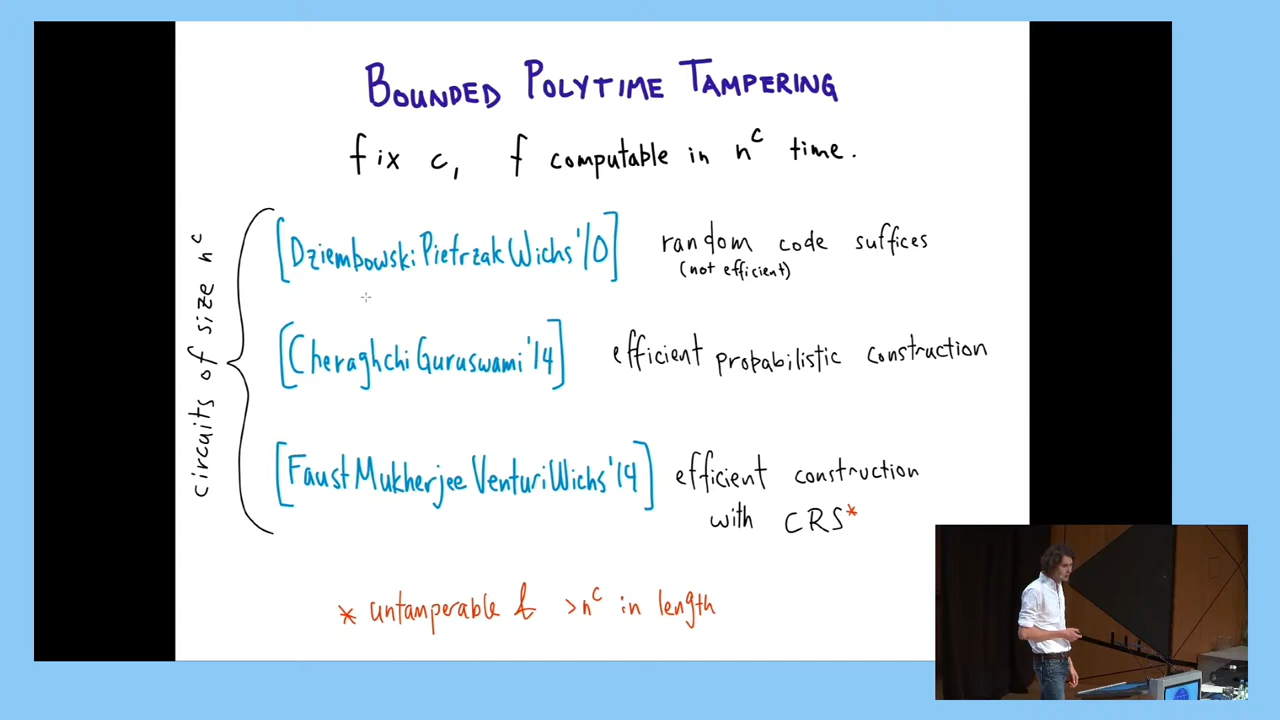 BOUNDED POLYTIME TAMPERING
fix c, f computable in n^c time.
circuits of size n^c
[Dziembowski Pietrzak Wichs '10] random code suffices
(not efficient)
[Cheraghchi Guruswami '14] efficient probabilistic construction
[Faust Mukherjee Venturi Wichs '14] efficient construction
with CRS*
* untamperable & >n^c in length